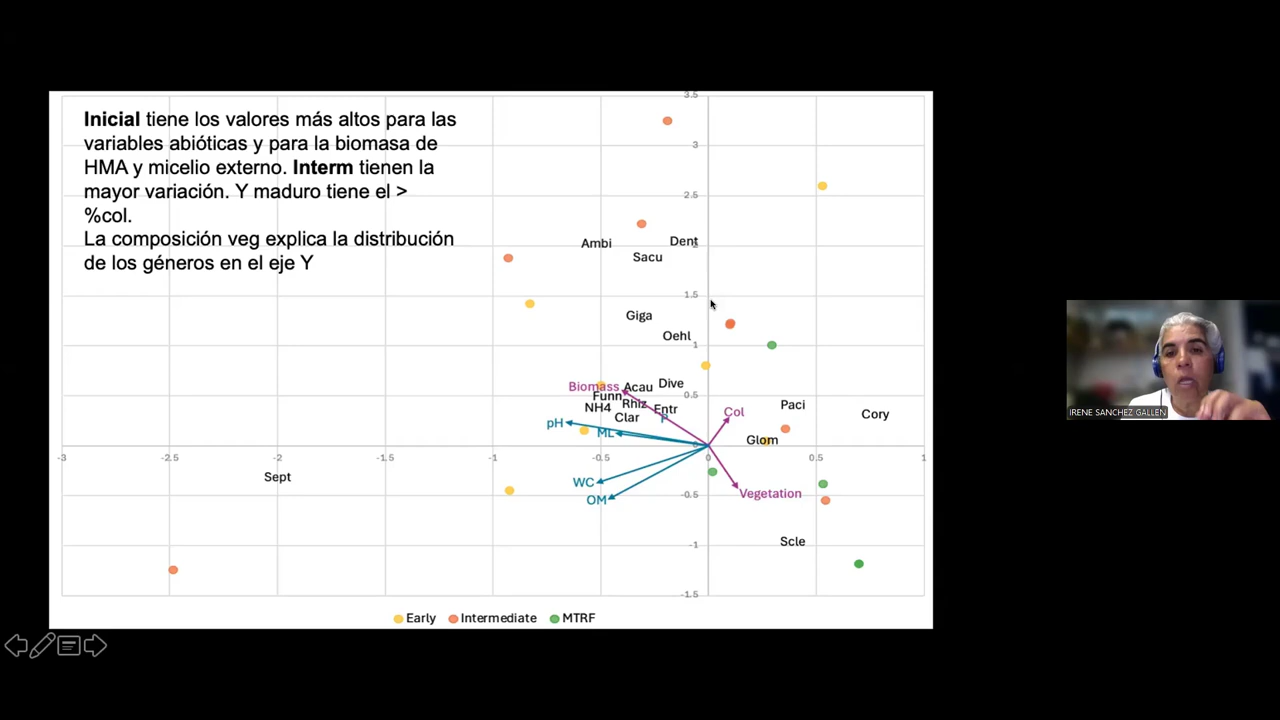 Inicial tiene los valores más altos para las
variables abióticas y para la biomasa de
HMA y micelio externo. Interm tienen la
mayor variación. Y maduro tiene el >
%col.
La composición veg explica la distribución
de los géneros en el eje Y
3.5
3
2.5
Ambi
Dent
2
Sacu
1.5
Giga
Oehl
1
Biomass
Acau
Dive
0.5
Funn
NH4
Rhiz
Entr
Clar
P
Col
Paci
Cory
pH
ML
Glom
0
-3
-2.5
-2
-1.5
-1
-0.5
0
0.5
1
Sept
WC
OM
-0.5
Vegetation
-1
Scle
-1.5
Early
Intermediate
MTRF
IRENE SANCHEZ GALLEN